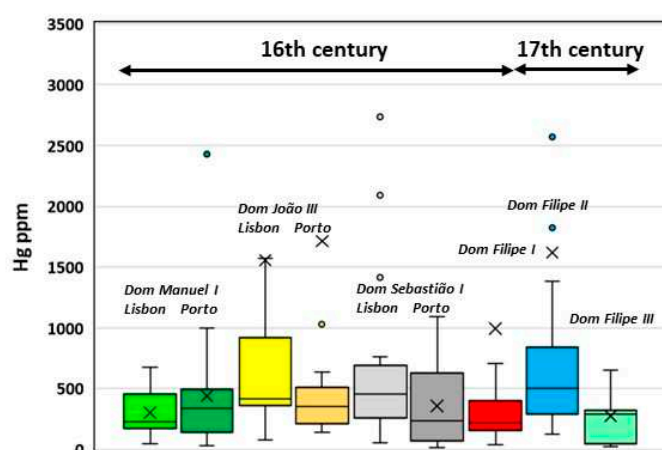 3500
16th century 17th century
3000
2500
2000
1500
1000
500
0
Hg ppm
Dom Manuel I
Lisbon Porto
Dom João III
Lisbon Porto
Dom Sebastião I
Lisbon Porto
Dom Filipe I
Dom Filipe II
Dom Filipe III